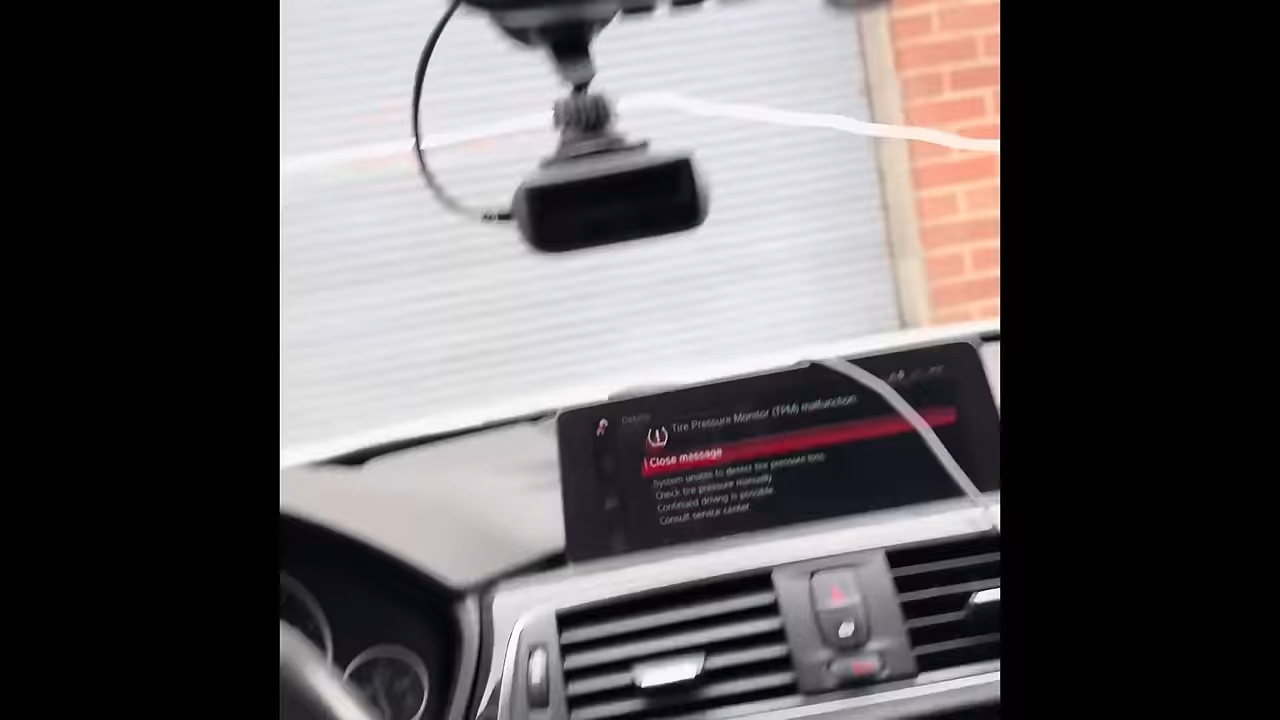 Details
Tire Pressure Monitor (TPM) malfunction
Close message
System unable to detect tire pressure loss.
Check tire pressure manually.
Continued driving is possible.
Consult service center.